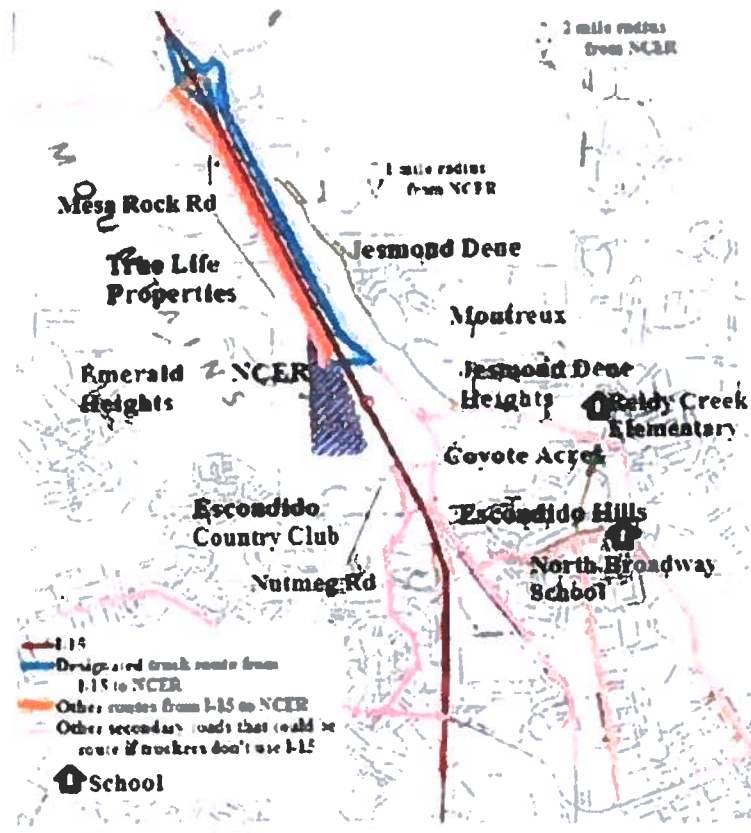 2 mile radius
from NCER
1 mile radius
from NCER
Mesa Rock Rd
Jesmond Dene
True Life
Properties
Montreux
Emerald
Heights
NCER
Jesmond Dene
Heights
Reidy Creek
Elementary
Coyote Acres
Escondido
Country Club
Escondido Hills
Nutmeg Rd
North Broadway
School
I-15
Designated truck route from
I-15 to NCER
Other routes from I-15 to NCER
Other secondary roads that could be
route if truckers don't use I-15
School